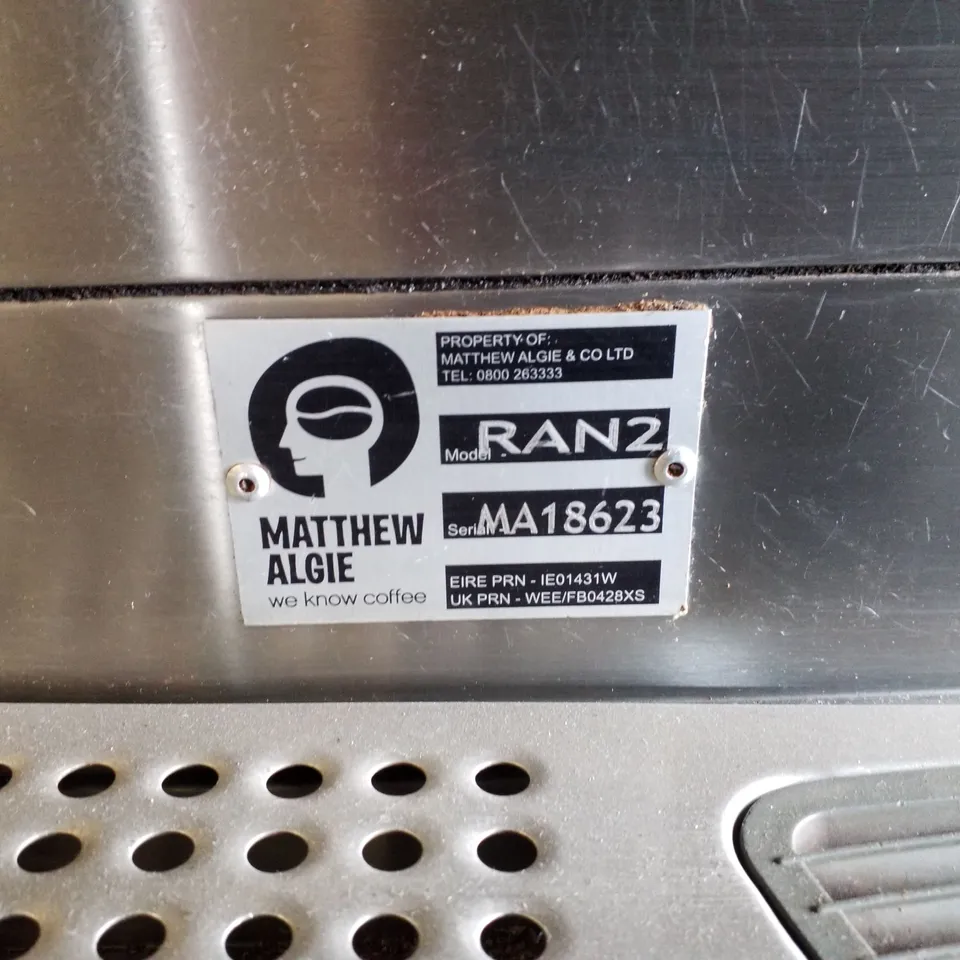 MATTHEW
ALGIE
we know coffee
PROPERTY OF:
MATTHEW ALGIE & CO LTD
TEL: 0800 263333
Model - RAN2
Serial - MA18623
EIRE PRN - IE01431W
UK PRN - WEE/FB0428XS